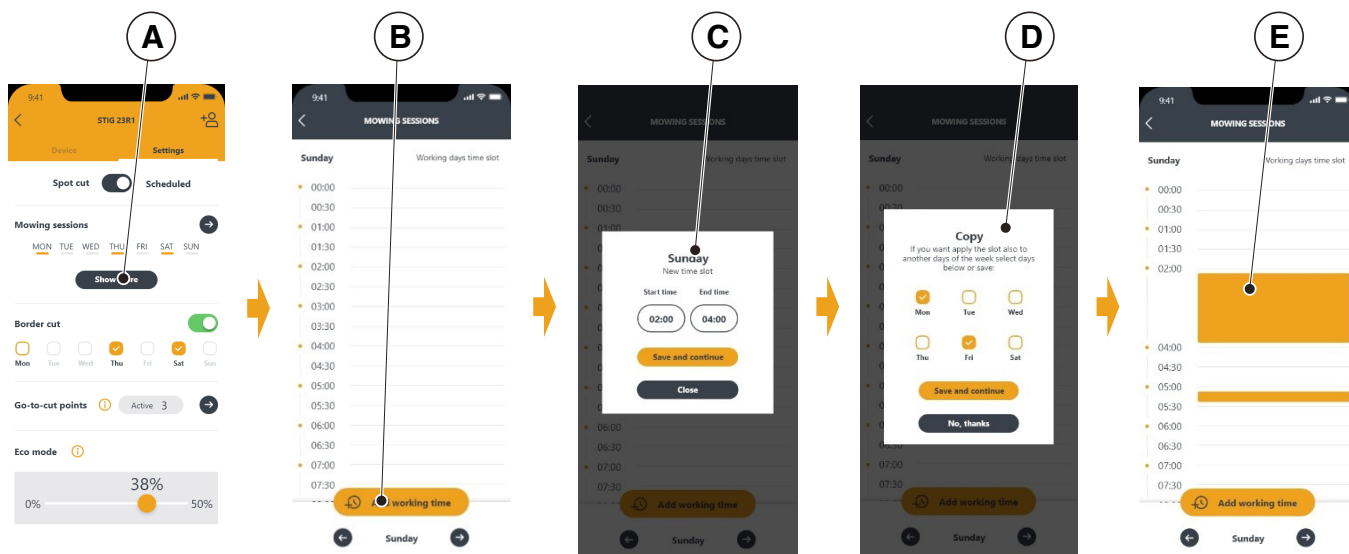 A
9:41
STIG 23R1
Device
Settings
Spot cut
Scheduled
Mowing sessions
MON TUE WED THU FRI SAT SUN
Show more
Border cut
Mon Tue Wed Thu Fri Sat Sun
Go-to-cut points
i
Active 3
Eco mode
i
38%
0%
50%
B
9:41
MOWING SESSIONS
Sunday
Working days time slot
00:00
00:30
01:00
01:30
02:00
02:30
03:00
03:30
04:00
04:30
05:00
05:30
06:00
06:30
07:00
07:30
Add working time
Sunday
C
MOWING SESSIONS
Sunday
Working days time slot
00:00
00:30
01:00
Sunday
New time slot
Start time
End time
02:00
04:00
Save and continue
Close
06:00
06:30
07:00
07:30
Add working time
Sunday
D
MOWING SESSIONS
Sunday
Working days time slot
00:00
00:30
Copy
If you want apply the slot also to
another days of the week select days
below or save:
Mon Tue Wed
Thu Fri Sat
Save and continue
No, thanks
06:30
07:00
07:30
Add working time
Sunday
E
9:41
MOWING SESSIONS
Sunday
Working days time slot
00:00
00:30
01:00
01:30
02:00
04:00
04:30
05:00
05:30
06:00
06:30
07:00
07:30
Add working time
Sunday